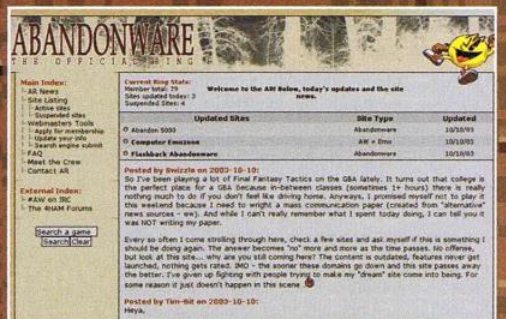 ABANDONWARE
THE OFFICIAL RING
Main Index:
AR News
Site Listing
Active sites
Suspended sites
Webmasters Tools
Apply for membership
Update your info
Search engine submit
FAQ
Meet the Crew
Contact AR
External Index:
#AW on IRC
The 4HAM Forums
Search a game
Search Clear
Current Ring Stats:
Member total: 79
Sites updated today: 3
Suspended Sites: 4
Welcome to the AR! Below, today's updates and the site
news.
Updated Sites Site Type Updated
Abandon 5000 Abandonware 10/10/03
Computer Emuzone AW + Emu 10/10/03
Flashback Abandonware Abandonware 10/10/03
Posted by Swizzle on 2003-10-10:
So I've been playing a lot of Final Fantasy Tactics on the GBA lately. It turns out that college is
the perfect place for a GBA because in-between classes (sometimes 1+ hours) there is really
nothing much to do if you don't feel like driving home. Anyways, I promised myself not to play it
this weekend because I need to wright a mass communication paper (created from "alternative"
news sources - ew). And while I can't really remember what I spent today doing, I can tell you it
was NOT writing my paper.
Every so often I come strolling through here, check a few sites and ask myself if this is something I
should be doing again. The answer becomes "no" more and more as the time passes. No offense,
but look at this site... why are you still coming here? The content is outdated, features never get
launched, nothing gets rated. IMO - the sooner these domains go down and this site passes away
the better. I've given up fighting with people trying to make my "dream" site come into being. For
some reason it just doesn't happen in this scene.
Posted by Tim-Bit on 2003-10-10:
Heya,